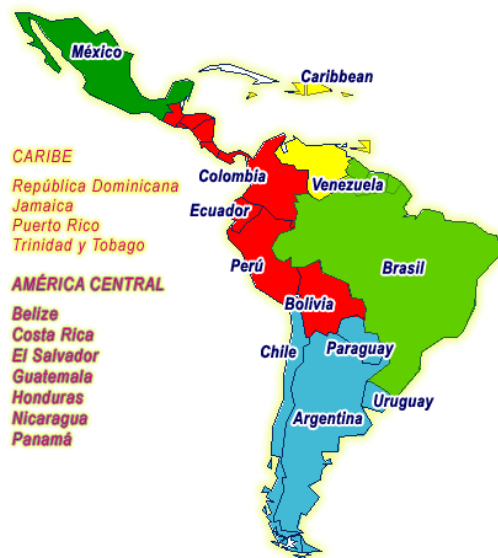 México
Caribbean
CARIBE
República Dominicana
Jamaica
Puerto Rico
Trinidad y Tobago
AMÉRICA CENTRAL
Belize
Costa Rica
El Salvador
Guatemala
Honduras
Nicaragua
Panamá
Colombia
Venezuela
Ecuador
Perú
Brasil
Bolivia
Chile
Paraguay
Uruguay
Argentina